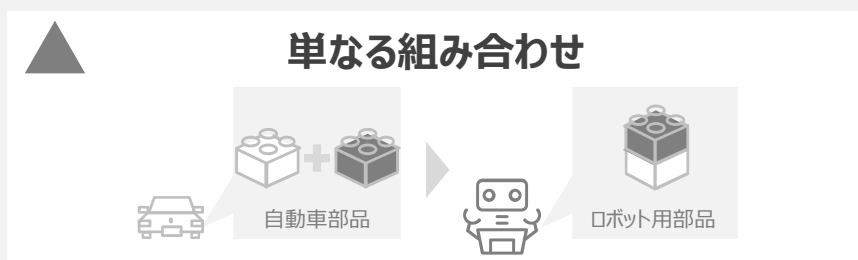 単なる組み合わせ
自動車部品
ロボット用部品